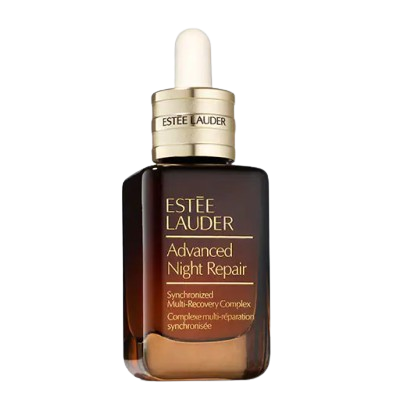 ESTĒE LAUDER
ESTĒE
LAUDER
Advanced
Night Repair
Synchronized
Multi-Recovery Complex
Complexe multi-réparation
synchronisée